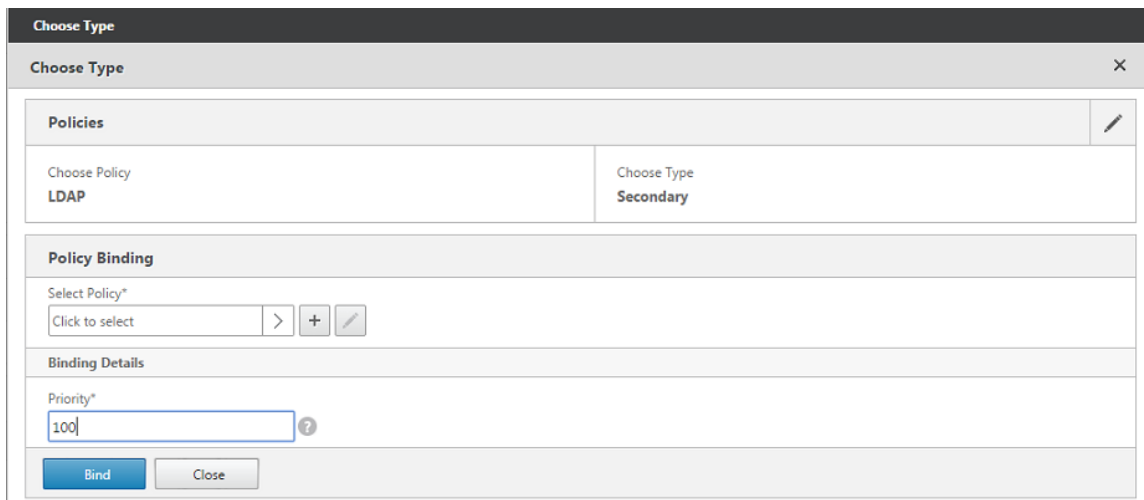 Choose Type
Choose Type
Policies
Choose Policy
LDAP
Choose Type
Secondary
Policy Binding
Select Policy*
Click to select
Binding Details
Priority*
100
Bind
Close